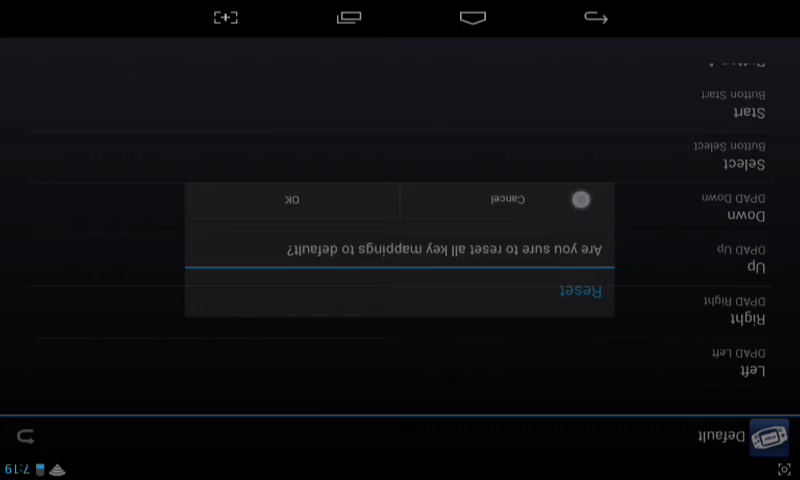 7:19
Default
Left
DPAD Left
Right
DPAD Right
Up
DPAD Up
Down
DPAD Down
Select
Button Select
Start
Button Start
Reset
Are you sure to reset all key mappings to default?
Cancel
OK